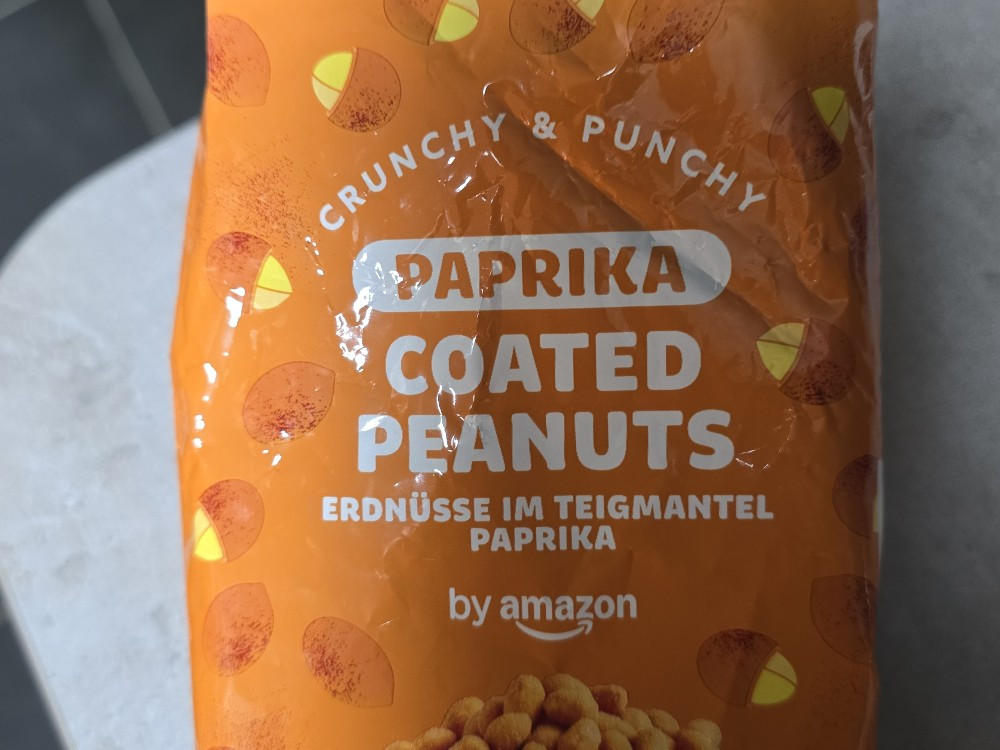 CRUNCHY & PUNCHY
PAPRIKA
COATED
PEANUTS
ERDNÜSSE IM TEIGMANTEL
PAPRIKA
by amazon